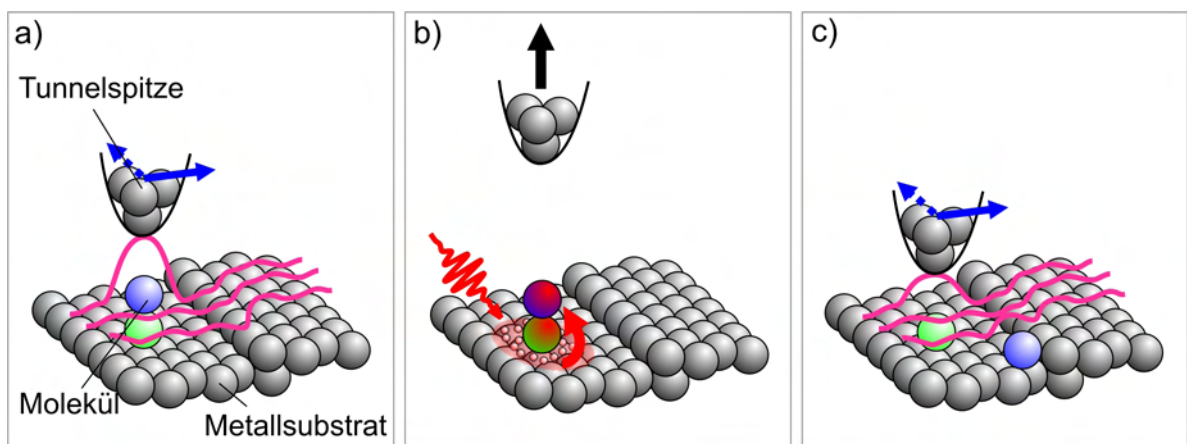 a)
Tunnelspitze
Molekül
Metallsubstrat
b)
c)